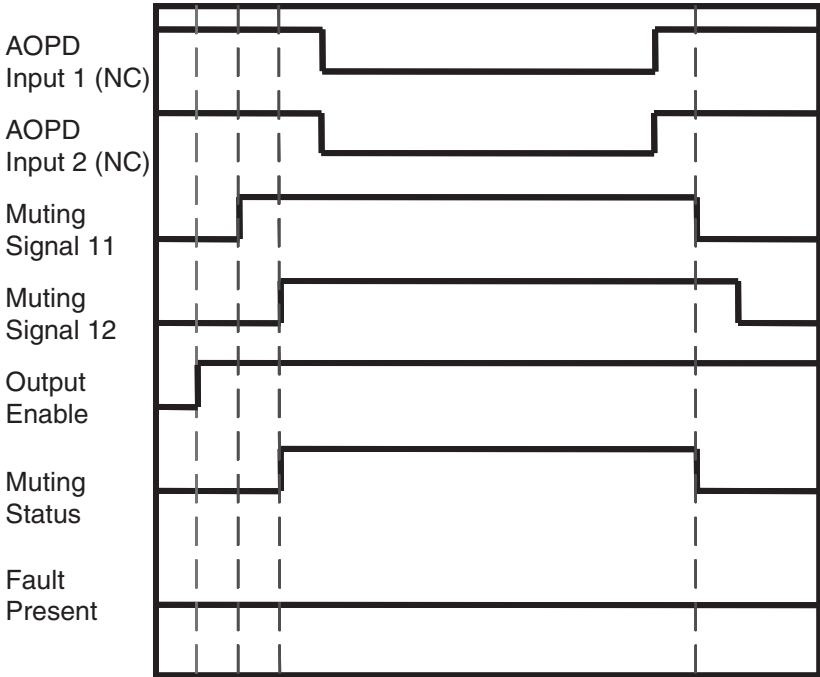 AOPD
Input 1 (NC)
AOPD
Input 2 (NC)
Muting
Signal 11
Muting
Signal 12
Output
Enable
Muting
Status
Fault
Present